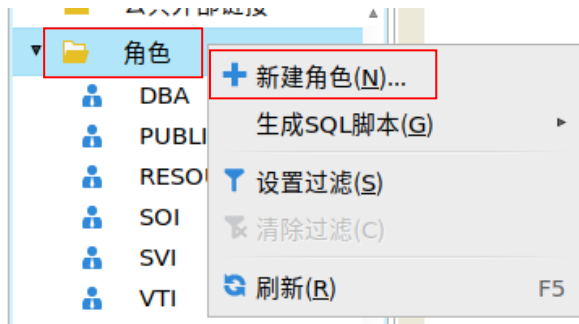 角色
DBA
PUBLI
RESOU
SOI
SVI
VTI
新建角色(N)...
生成SQL脚本(G)
设置过滤(S)
清除过滤(C)
刷新(R) F5